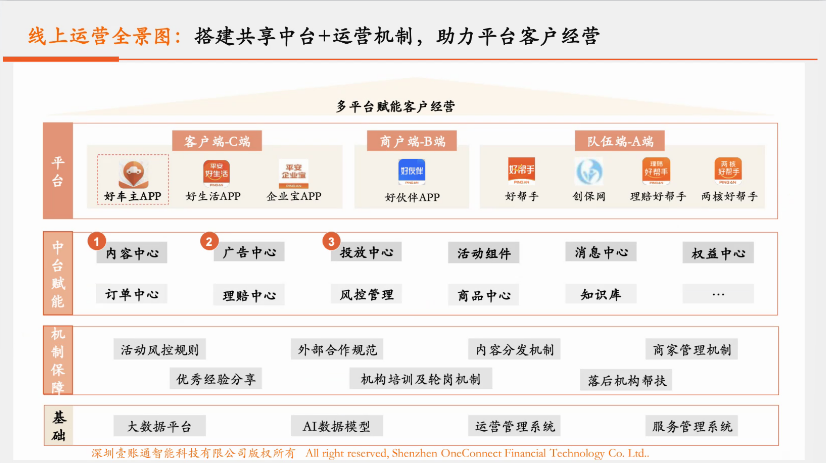 线上运营全景图：搭建共享中台+运营机制，助力平台客户经营
多平台赋能客户经营
平台
客户端-C端 商户端-B端 队伍端-A端
平安 好生活 平安 企业宝 好伙伴 好帮手 理赔 好帮手 两核 好帮手
好车主APP 好生活APP 企业宝APP 好伙伴APP 好帮手 创保网 理赔好帮手 两核好帮手
中台赋能
1 内容中心 2 广告中心 3 投放中心 活动组件 消息中心 权益中心
订单中心 理赔中心 风控管理 商品中心 知识库 …
机制保障
活动风控规则 外部合作规范 内容分发机制 商家管理机制
优秀经验分享 机构培训及轮岗机制 落后机构帮扶
基础
大数据平台 AI数据模型 运营管理系统 服务管理系统
深圳壹账通智能科技有限公司版权所有 All right reserved, Shenzhen OneConnect Financial Technology Co. Ltd..